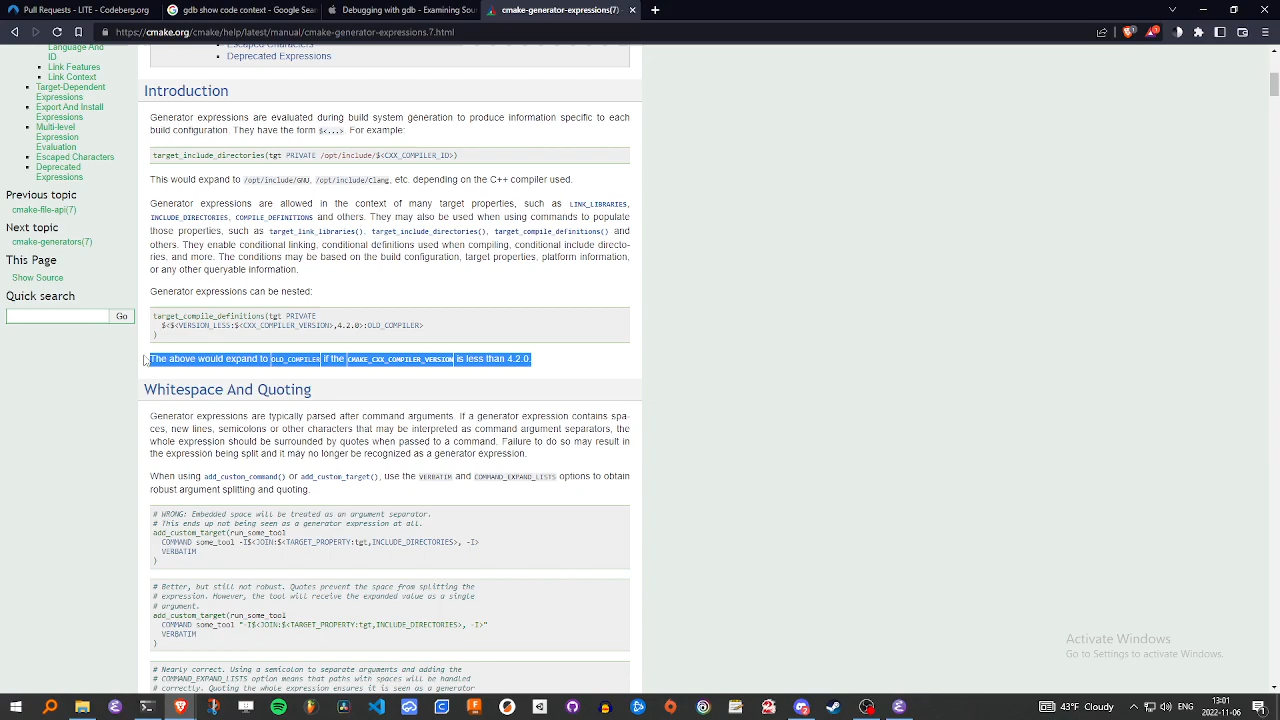 Pull Requests - LITE - Codeberg.org
gdb show code context - Google Sear
Debugging with gdb - Examining Sour
cmake-generator-expressions(7)
https://cmake.org/cmake/help/latest/manual/cmake-generator-expressions.7.html
Language And
ID
Link Features
Link Context
Target-Dependent
Expressions
Export And Install
Expressions
Multi-level
Expression
Evaluation
Escaped Characters
Deprecated
Expressions
Previous topic
cmake-file-api(7)
Next topic
cmake-generators(7)
This Page
Show Source
Quick search
Go
Escaped Characters
Deprecated Expressions
Introduction
Generator expressions are evaluated during build system generation to produce information specific to each
build configuration. They have the form $<...>. For example:
target_include_directories(tgt PRIVATE /opt/include/$<CXX_COMPILER_ID>)
This would expand to /opt/include/GNU, /opt/include/Clang, etc. depending on the C++ compiler used.
Generator expressions are allowed in the context of many target properties, such as LINK_LIBRARIES,
INCLUDE_DIRECTORIES, COMPILE_DEFINITIONS and others. They may also be used when using commands to populate
those properties, such as target_link_libraries(), target_include_directories(), target_compile_definitions() and
others. They enable conditional linking, conditional definitions used when compiling, conditional include directo-
ries, and more. The conditions may be based on the build configuration, target properties, platform information,
or any other queryable information.
Generator expressions can be nested:
target_compile_definitions(tgt PRIVATE
$<$<VERSION_LESS:$<CXX_COMPILER_VERSION>,4.2.0>:OLD_COMPILER>
)
The above would expand to OLD_COMPILER if the CMAKE_CXX_COMPILER_VERSION is less than 4.2.0.
Whitespace And Quoting
Generator expressions are typically parsed after command arguments. If a generator expression contains spa-
ces, new lines, semicolons or other characters that may be interpreted as command argument separators, the
whole expression should be surrounded by quotes when passed to a command. Failure to do so may result in
the expression being split and it may no longer be recognized as a generator expression.
When using add_custom_command() or add_custom_target(), use the VERBATIM and COMMAND_EXPAND_LISTS options to obtain
robust argument splitting and quoting.
# WRONG: Embedded space will be treated as an argument separator.
# This ends up not being seen as a generator expression at all.
add_custom_target(run_some_tool
COMMAND some_tool -I$<JOIN:$<TARGET_PROPERTY:tgt,INCLUDE_DIRECTORIES>, -I>
VERBATIM
)
# Better, but still not robust. Quotes prevent the space from splitting the
# expression. However, the tool will receive the expanded value as a single
# argument.
add_custom_target(run_some_tool
COMMAND some_tool "-I$<JOIN:$<TARGET_PROPERTY:tgt,INCLUDE_DIRECTORIES>, -I>"
VERBATIM
)
# Nearly correct. Using a semicolon to separate arguments and adding the
# COMMAND_EXPAND_LISTS option means that paths with spaces will be handled
# correctly. Quoting the whole expression ensures it is seen as a generator
Activate Windows
Go to Settings to activate Windows.
43°F Cloudy
13:01
2022-11-06